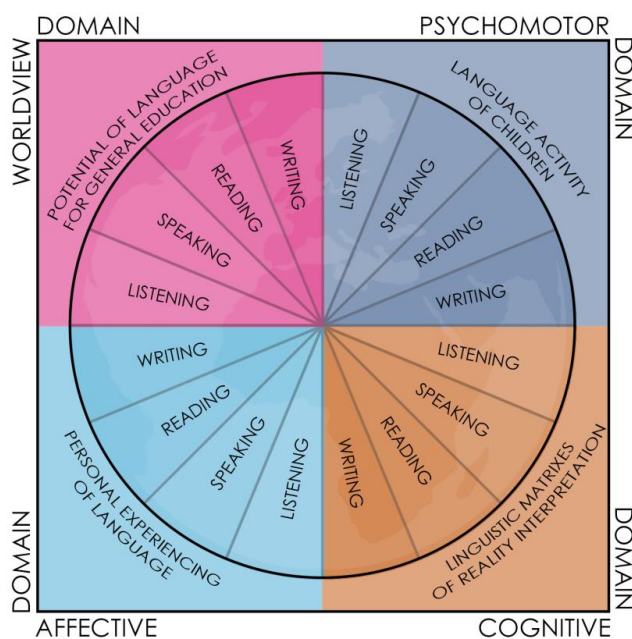 DOMAIN
PSYCHOMOTOR
WORLDVIEW
DOMAIN
POTENTIAL OF LANGUAGE
FOR GENERAL EDUCATION
LANGUAGE ACTIVITY
OF CHILDREN
WRITING
READING
SPEAKING
LISTENING
LISTENING
SPEAKING
READING
WRITING
WRITING
READING
SPEAKING
LISTENING
LISTENING
SPEAKING
READING
WRITING
PERSONAL EXPERIENCING
OF LANGUAGE
LINGUISTIC MATRIXES
OF REALITY INTERPRETATION
DOMAIN
DOMAIN
AFFECTIVE
COGNITIVE